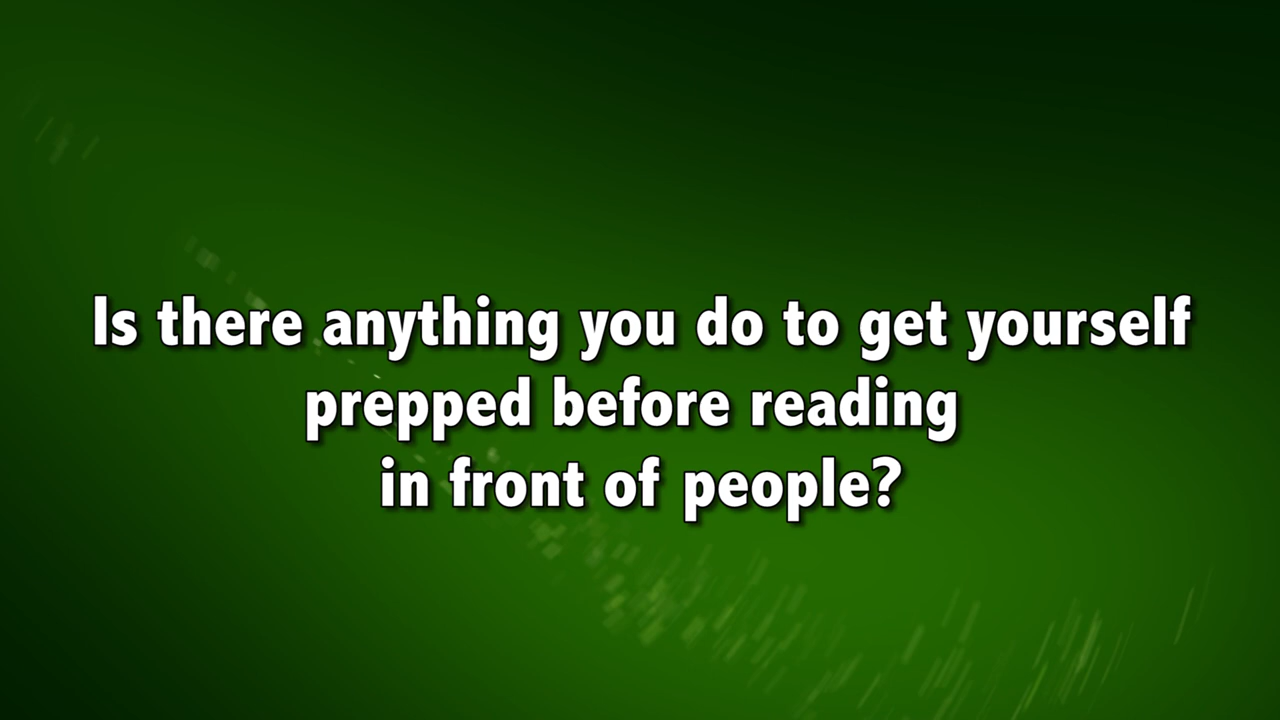 Is there anything you do to get yourself
prepped before reading
in front of people?